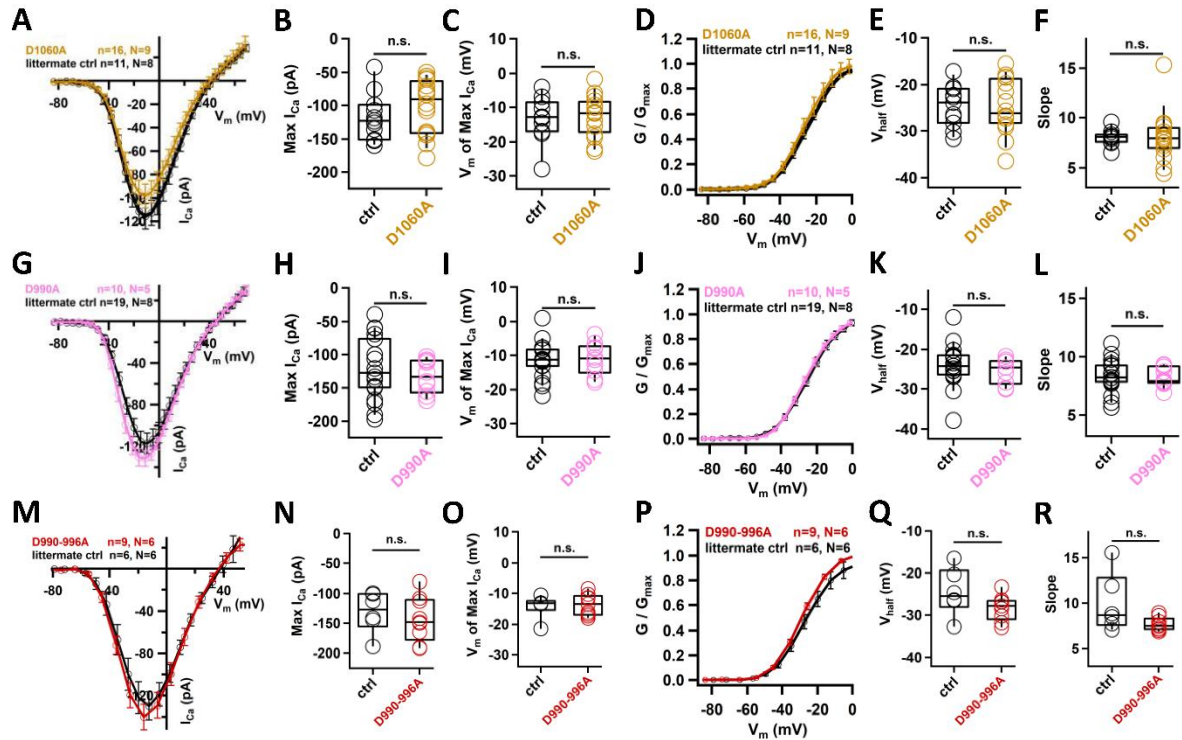 A
D1060A n=16, N=9
littermate ctrl n=11, N=8
-80 -40 40
Vm (mV)
-20
-40
-60
-80
-120
ICa (pA)
B
n.s.
0
-50
-100
-150
-200
Max ICa (pA)
ctrl
D1060A
C
n.s.
10
0
-10
-20
-30
Vm of Max ICa (mV)
ctrl
D1060A
D
D1060A n=16, N=9
littermate ctrl n=11, N=8
1.2
1.0
0.8
0.6
0.4
0.2
0.0
G / Gmax
-80 -60 -40 -20 0
Vm (mV)
E
n.s.
-10
-20
-30
-40
Vhalf (mV)
ctrl
D1060A
F
n.s.
15
10
5
Slope
ctrl
D1060A
G
D990A n=10, N=5
littermate ctrl n=19, N=8
-80 40
Vm (mV)
-40
-80
-120
ICa (pA)
H
n.s.
0
-50
-100
-150
-200
Max ICa (pA)
ctrl
D990A
I
n.s.
10
0
-10
-20
-30
Vm of Max ICa (mV)
ctrl
D990A
J
D990A n=10, N=5
littermate ctrl n=19, N=8
1.2
1.0
0.8
0.6
0.4
0.2
0.0
G / Gmax
-80 -60 -40 -20 0
Vm (mV)
K
n.s.
-10
-20
-30
-40
Vhalf (mV)
ctrl
D990A
L
n.s.
15
10
5
Slope
ctrl
D990A
M
D990-996A n=9, N=6
littermate ctrl n=6, N=6
-80 40
Vm (mV)
-40
-80
-120
ICa (pA)
N
n.s.
0
-50
-100
-150
-200
Max ICa (pA)
ctrl
D990-996A
O
n.s.
10
0
-10
-20
-30
Vm of Max ICa (mV)
ctrl
D990-996A
P
D990-996A n=9, N=6
littermate ctrl n=6, N=6
1.2
1.0
0.8
0.6
0.4
0.2
0.0
G / Gmax
-80 -60 -40 -20 0
Vm (mV)
Q
n.s.
-10
-20
-30
-40
Vhalf (mV)
ctrl
D990-996A
R
n.s.
15
10
5
Slope
ctrl
D990-996A